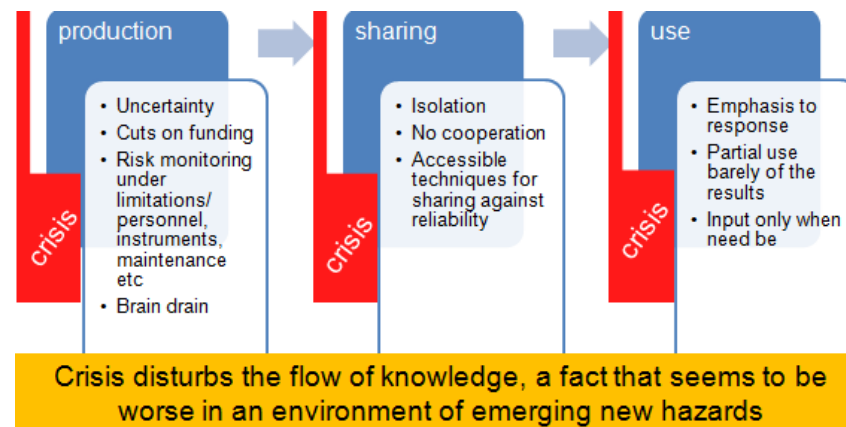 production
• Uncertainty
• Cuts on funding
• Risk monitoring
under
limitations/
personnel,
instruments,
maintenance
etc
• Brain drain
crisis
sharing
• Isolation
• No cooperation
• Accessible
techniques for
sharing against
reliability
crisis
use
• Emphasis to
response
• Partial use
barely of the
results
• Input only when
need be
crisis
Crisis disturbs the flow of knowledge, a fact that seems to be
worse in an environment of emerging new hazards